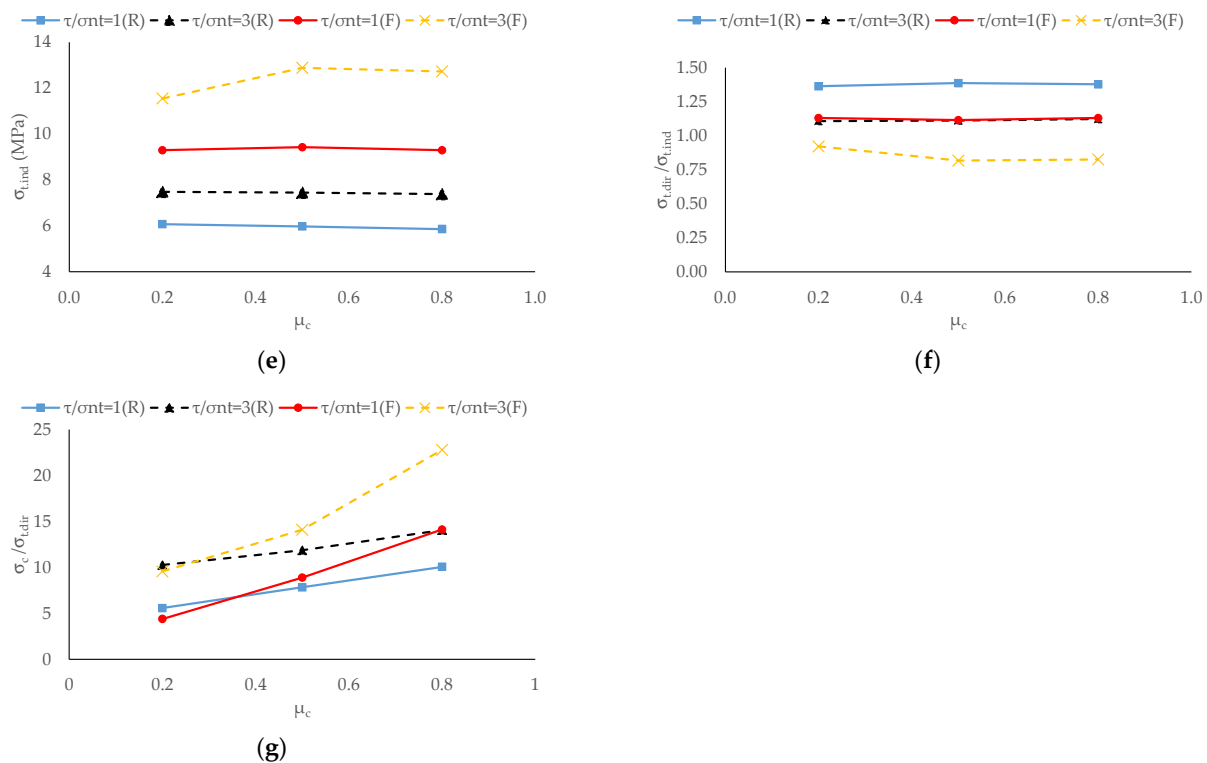 τ/σnt=1(R) τ/σnt=3(R) τ/σnt=1(F) τ/σnt=3(F)
14
12
10
8
6
4
σt.ind (MPa)
0.0 0.2 0.4 0.6 0.8 1.0
μc
(e)
τ/σnt=1(R) τ/σnt=3(R) τ/σnt=1(F) τ/σnt=3(F)
1.50
1.25
1.00
0.75
0.50
0.25
0.00
σt.dir /σt.ind
0.0 0.2 0.4 0.6 0.8 1.0
μc
(f)
τ/σnt=1(R) τ/σnt=3(R) τ/σnt=1(F) τ/σnt=3(F)
25
20
15
10
5
0
σc/σt.dir
0 0.2 0.4 0.6 0.8 1
μc
(g)